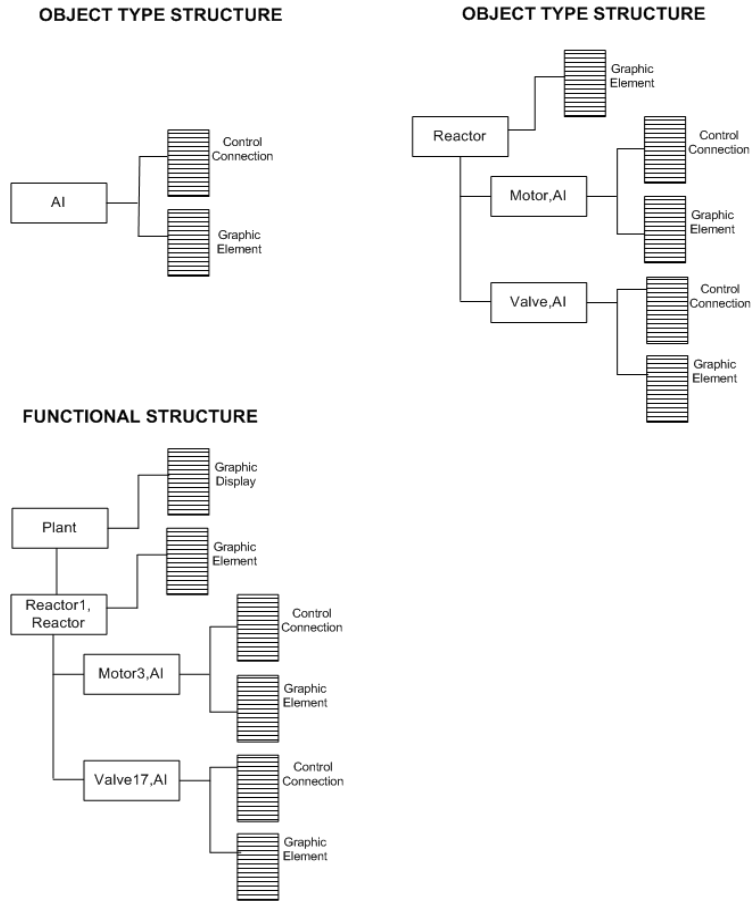 OBJECT TYPE STRUCTURE
AI
Control
Connection
Graphic
Element
OBJECT TYPE STRUCTURE
Graphic
Element
Reactor
Control
Connection
Motor,AI
Graphic
Element
Control
Connection
Valve,AI
Graphic
Element
FUNCTIONAL STRUCTURE
Graphic
Display
Plant
Graphic
Element
Reactor1,
Reactor
Control
Connection
Motor3,AI
Graphic
Element
Control
Connection
Valve17,AI
Graphic
Element